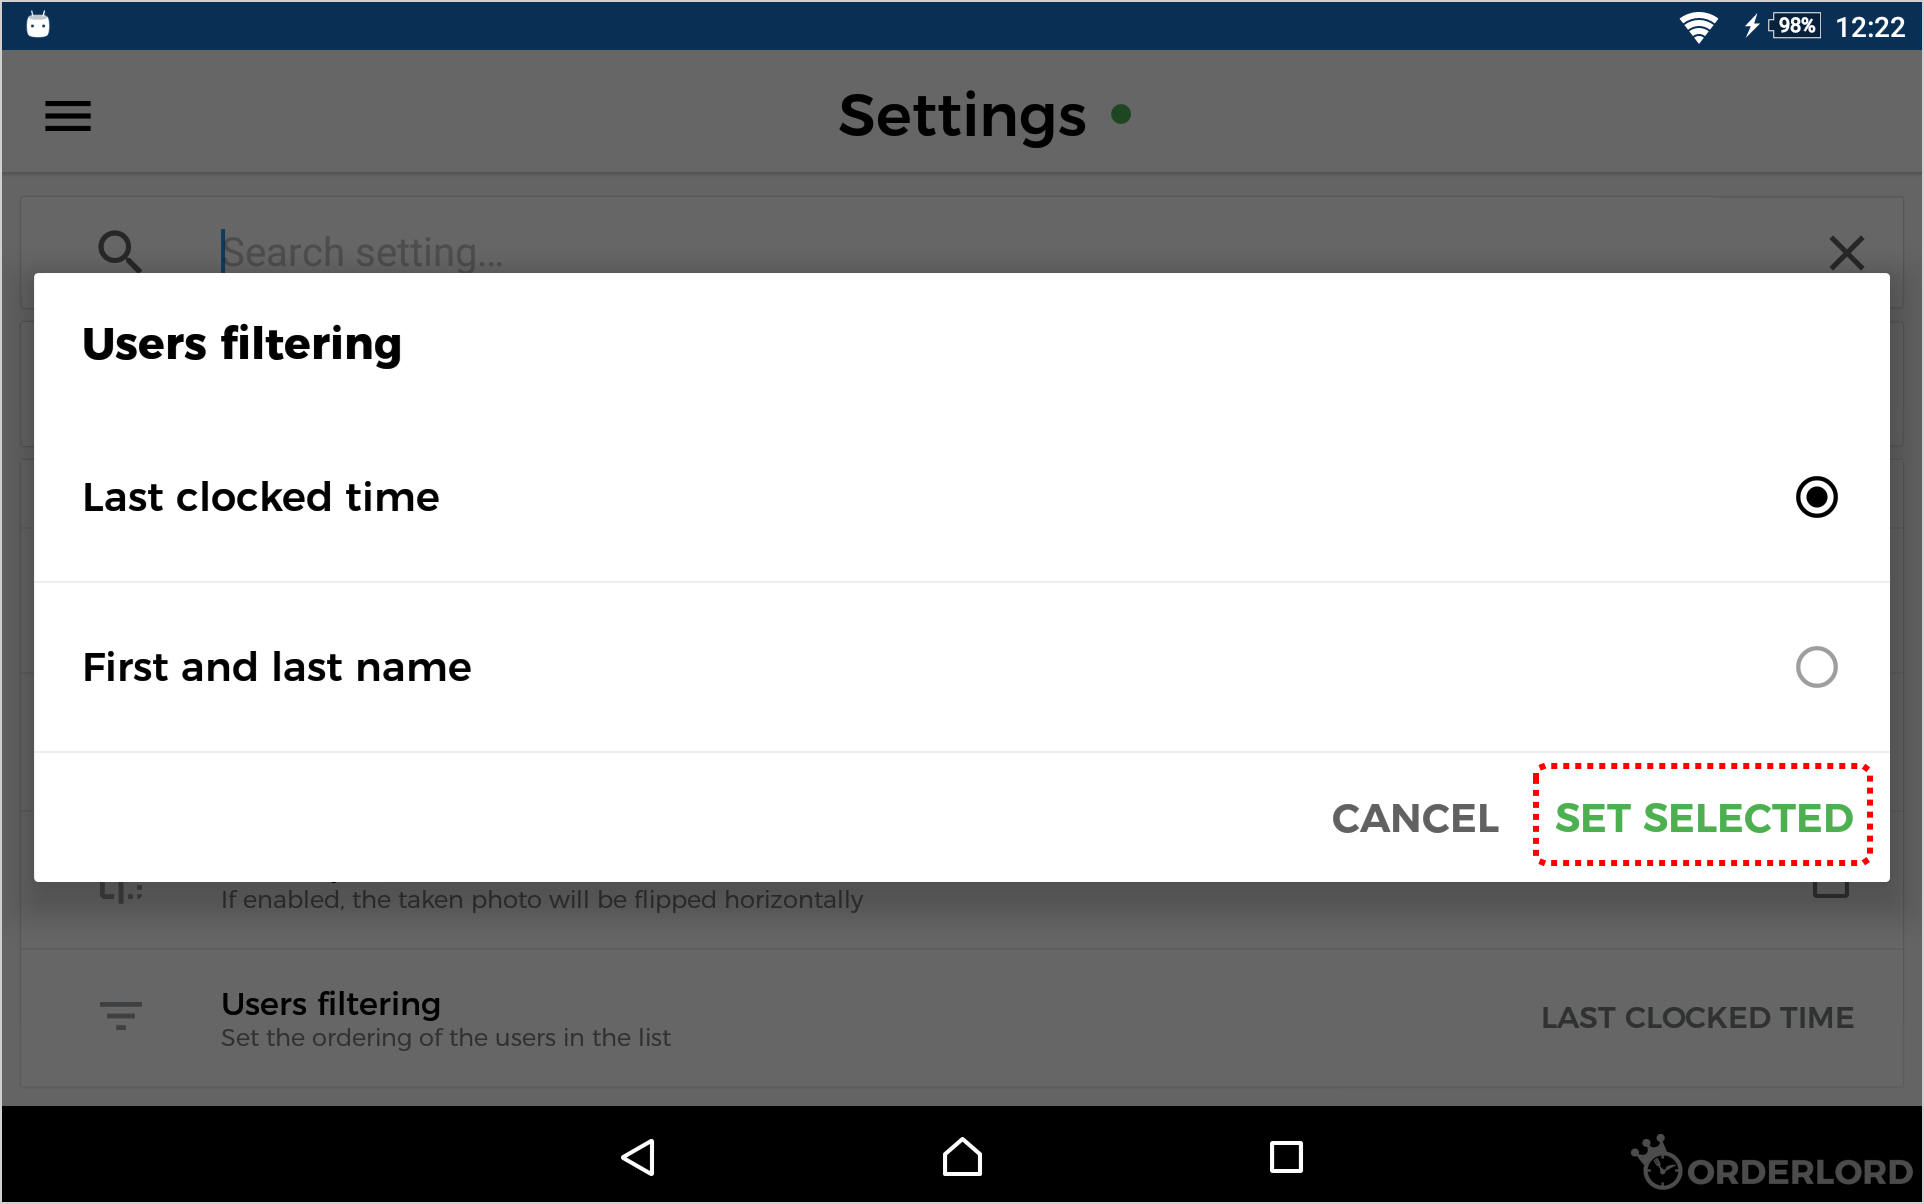 98% 12:22
Settings
Search setting...
Users filtering
Last clocked time
First and last name
CANCEL SET SELECTED
If enabled, the taken photo will be flipped horizontally
Users filtering
Set the ordering of the users in the list
LAST CLOCKED TIME
ORDERLORD